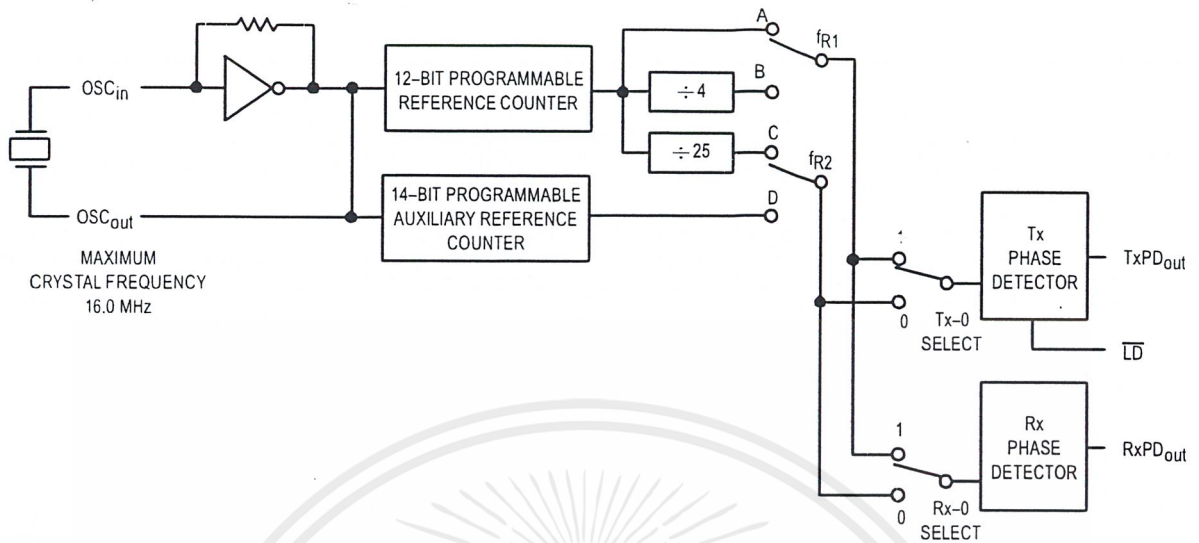 OSCin
12–BIT PROGRAMMABLE
REFERENCE COUNTER
A
fR1
÷ 4
B
÷ 25
C
fR2
OSCout
14–BIT PROGRAMMABLE
AUXILIARY REFERENCE
COUNTER
D
MAXIMUM
CRYSTAL FREQUENCY
16.0 MHz
1
0
Tx–0
SELECT
Tx
PHASE
DETECTOR
TxPDout
LD
1
0
Rx–0
SELECT
Rx
PHASE
DETECTOR
RxPDout